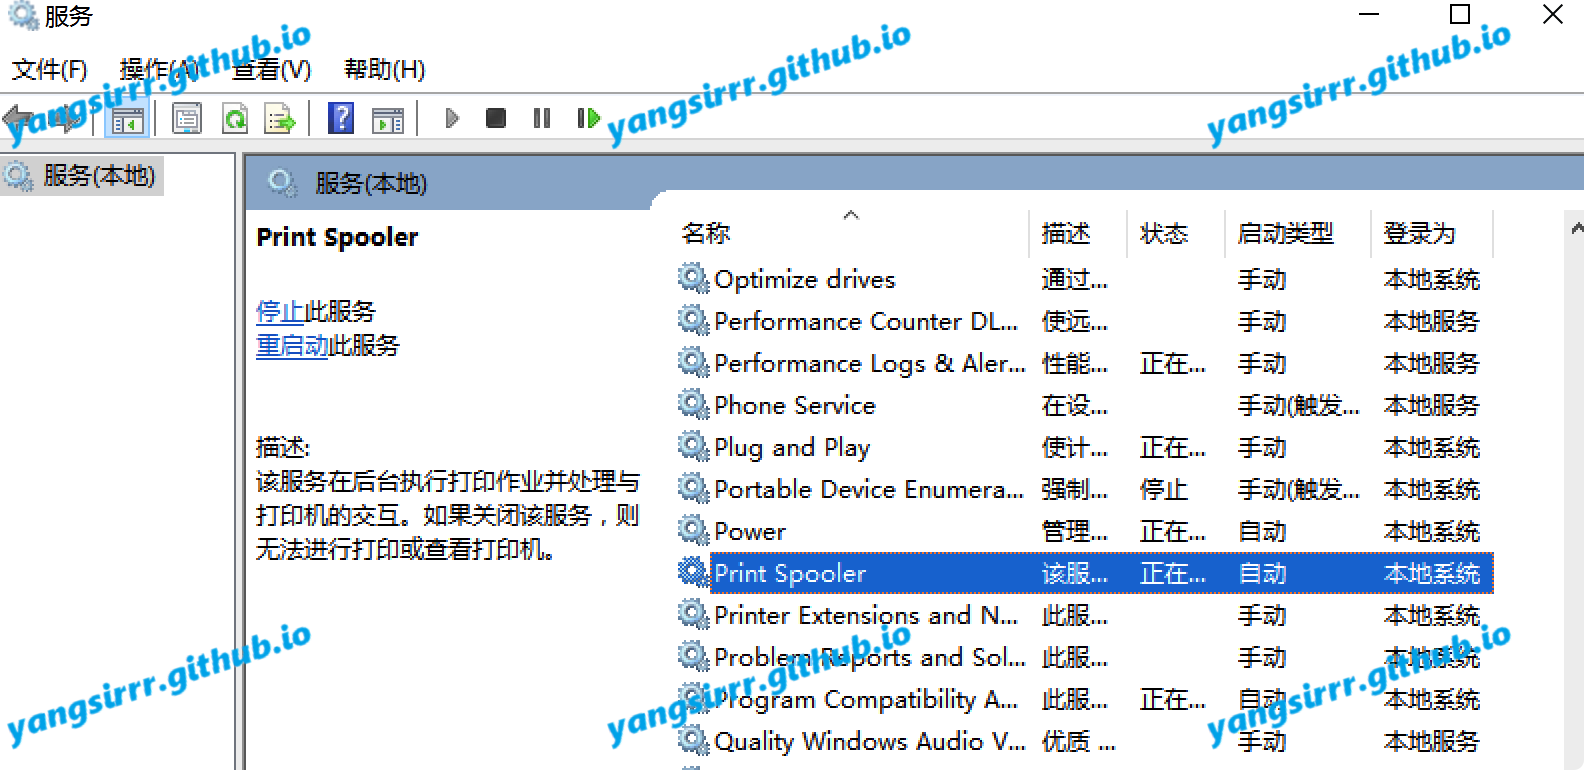 服务
文件(F) 操作(A) 查看(V) 帮助(H)
服务(本地)
服务(本地)
Print Spooler
停止此服务
重启动此服务
描述:
该服务在后台执行打印作业并处理与
打印机的交互。如果关闭该服务，则
无法进行打印或查看打印机。
名称 描述 状态 启动类型 登录为
Optimize drives 通过... 手动 本地系统
Performance Counter DL... 使远... 手动 本地服务
Performance Logs & Aler... 性能... 正在... 手动 本地服务
Phone Service 在设... 手动(触发... 本地服务
Plug and Play 使计... 正在... 手动 本地系统
Portable Device Enumera... 强制... 停止 手动(触发... 本地系统
Power 管理... 正在... 自动 本地系统
Print Spooler 该服... 正在... 自动 本地系统
Printer Extensions and N... 此服... 手动 本地系统
Problem Reports and Sol... 此服... 手动 本地系统
Program Compatibility A... 此服... 正在... 自动 本地系统
Quality Windows Audio V... 优质 ... 手动 本地服务
yangsirrr.github.io
yangsirrr.github.io
yangsirrr.github.io
yangsirrr.github.io
yangsirrr.github.io
yangsirrr.github.io